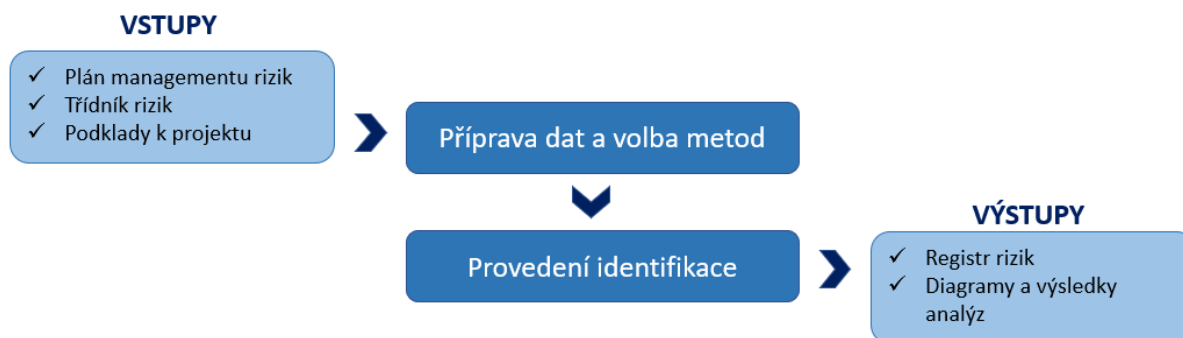 VSTUPY
✓ Plán managementu rizik
✓ Třídník rizik
✓ Podklady k projektu
Příprava dat a volba metod
Provedení identifikace
VÝSTUPY
✓ Registr rizik
✓ Diagramy a výsledky
analýz